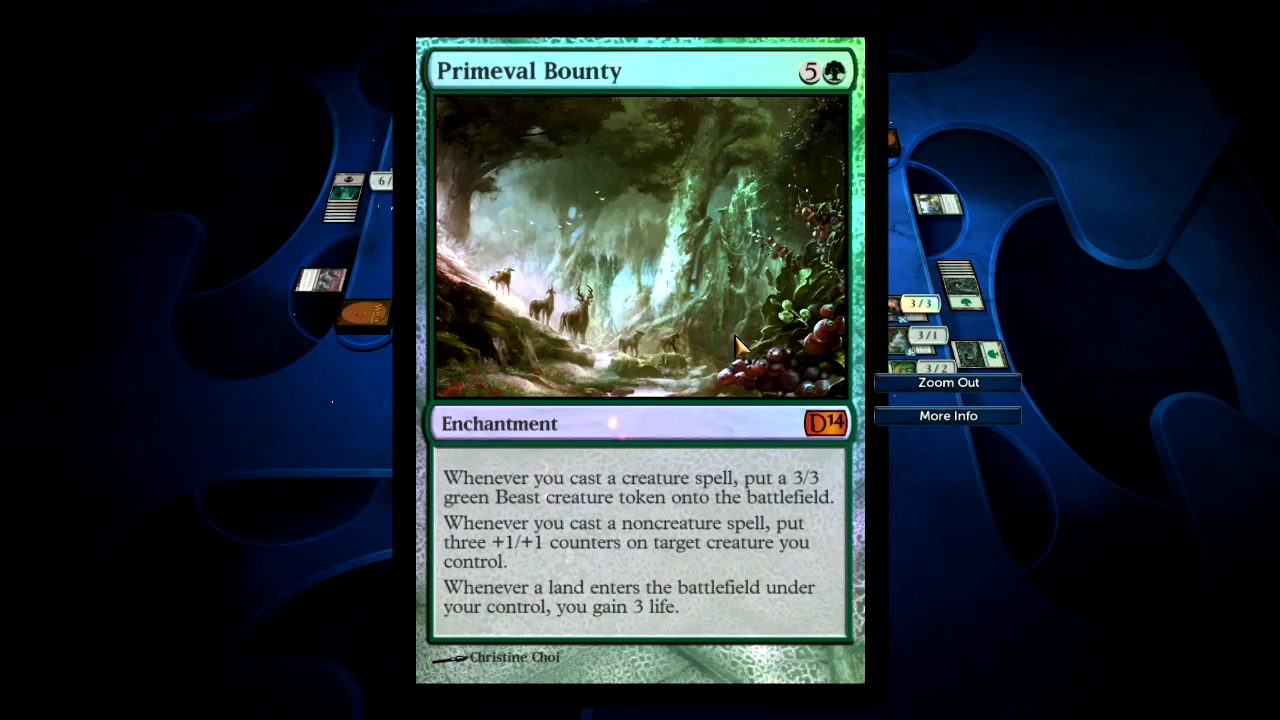 Primeval Bounty 5
Enchantment D14
Whenever you cast a creature spell, put a 3/3
green Beast creature token onto the battlefield.
Whenever you cast a noncreature spell, put
three +1/+1 counters on target creature you
control.
Whenever a land enters the battlefield under
your control, you gain 3 life.
Christine Choi
6/
3/3
3/1
3/2
Zoom Out
More Info